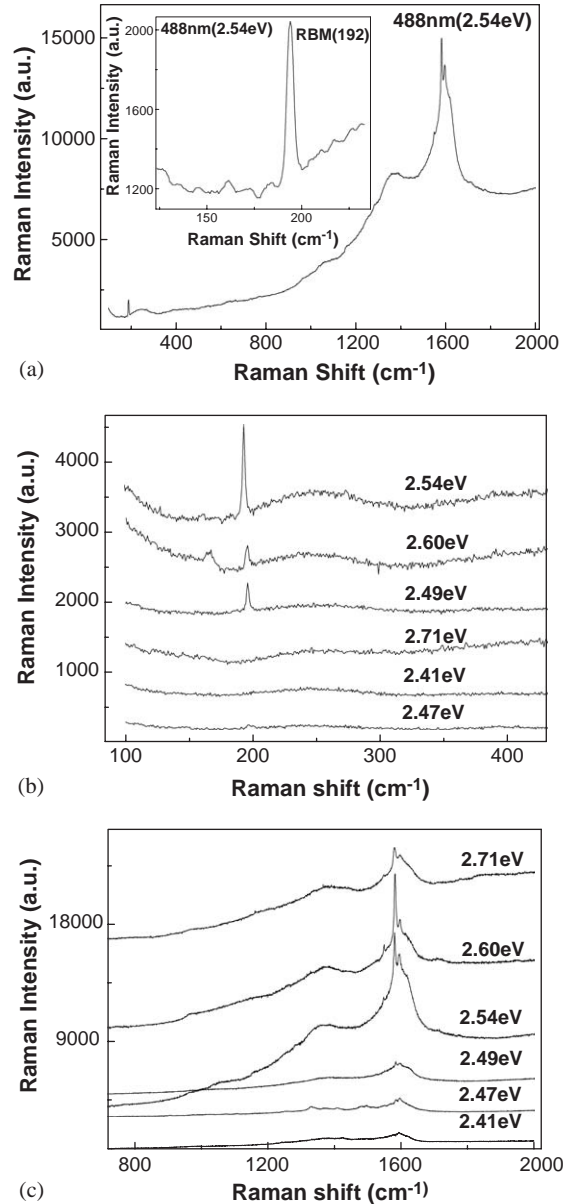 488nm(2.54eV)
RBM(192)
2000
1600
1200
Raman Intensity (a.u.)
150
200
Raman Shift (cm-1)
488nm(2.54eV)
15000
10000
5000
Raman Intensity (a.u.)
400
800
1200
1600
2000
Raman Shift (cm-1)
(a)
4000
3000
2000
1000
Raman Intensity (a.u.)
2.54eV
2.60eV
2.49eV
2.71eV
2.41eV
2.47eV
100
200
300
400
Raman shift (cm-1)
(b)
18000
9000
Raman Intensity (a.u.)
2.71eV
2.60eV
2.54eV
2.49eV
2.47eV
2.41eV
800
1200
1600
2000
Raman shift (cm-1)
(c)